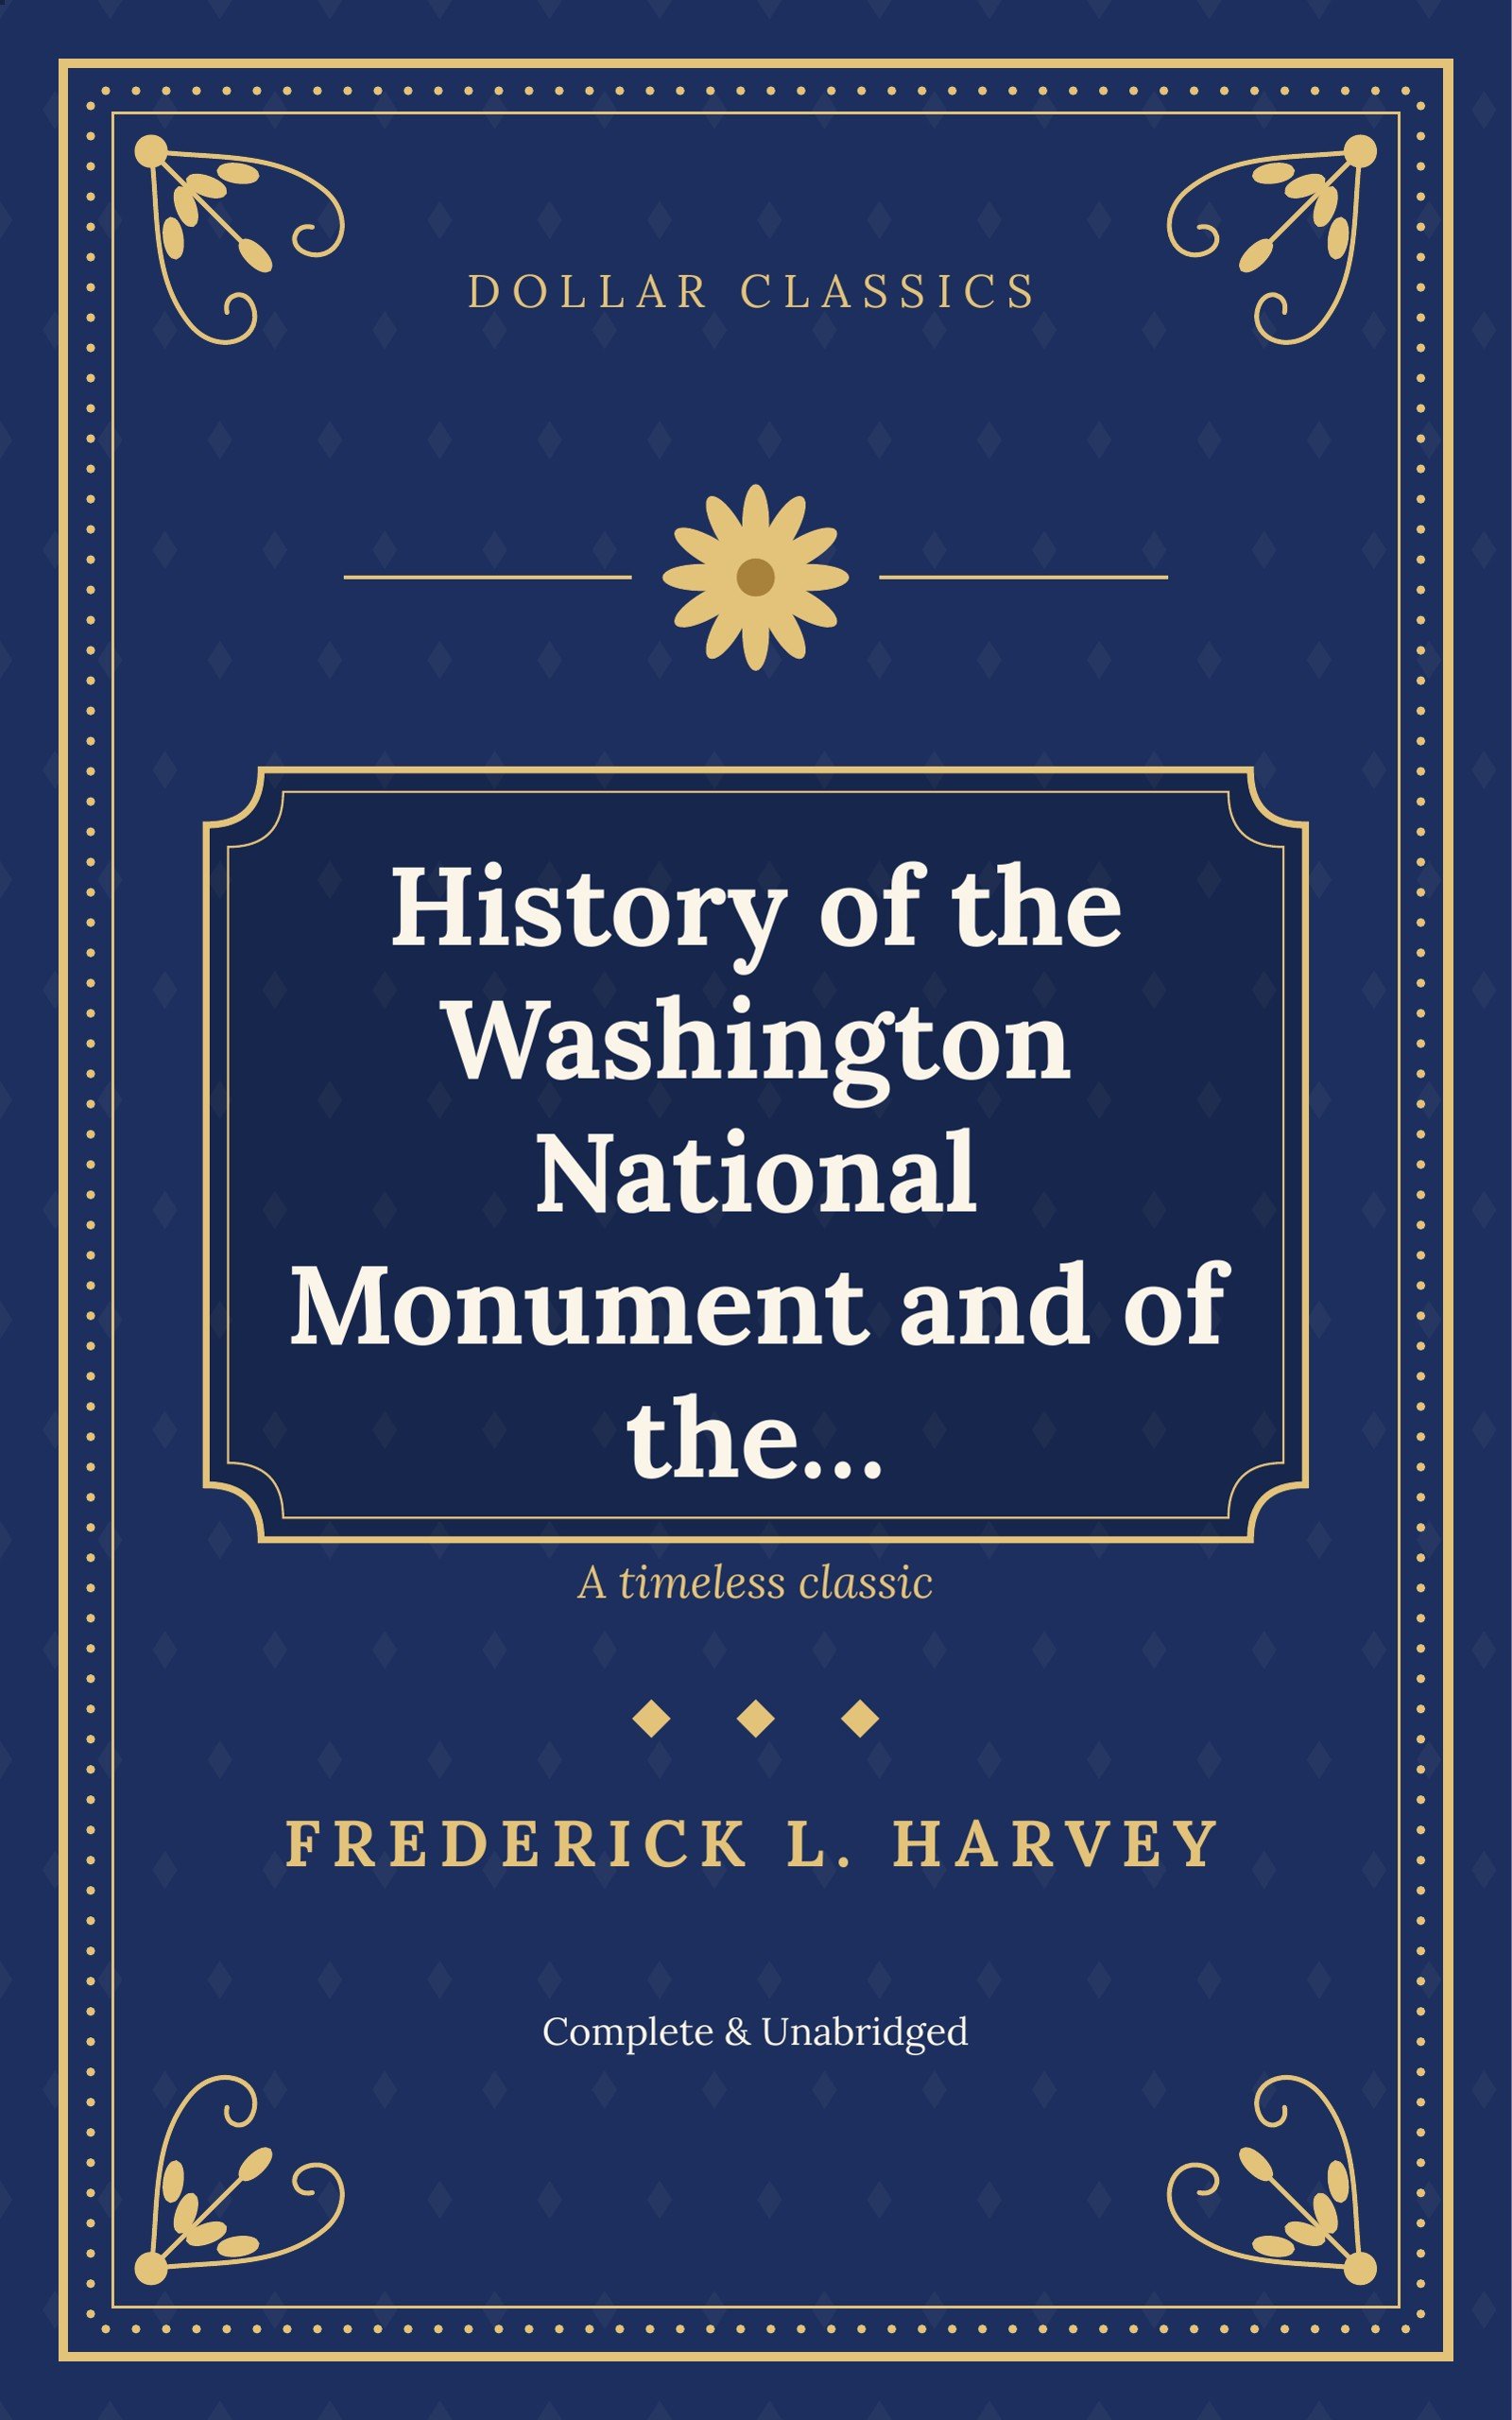 DOLLAR CLASSICS
History of the
Washington
National
Monument and of
the...
A timeless classic
FREDERICK L. HARVEY
Complete & Unabridged